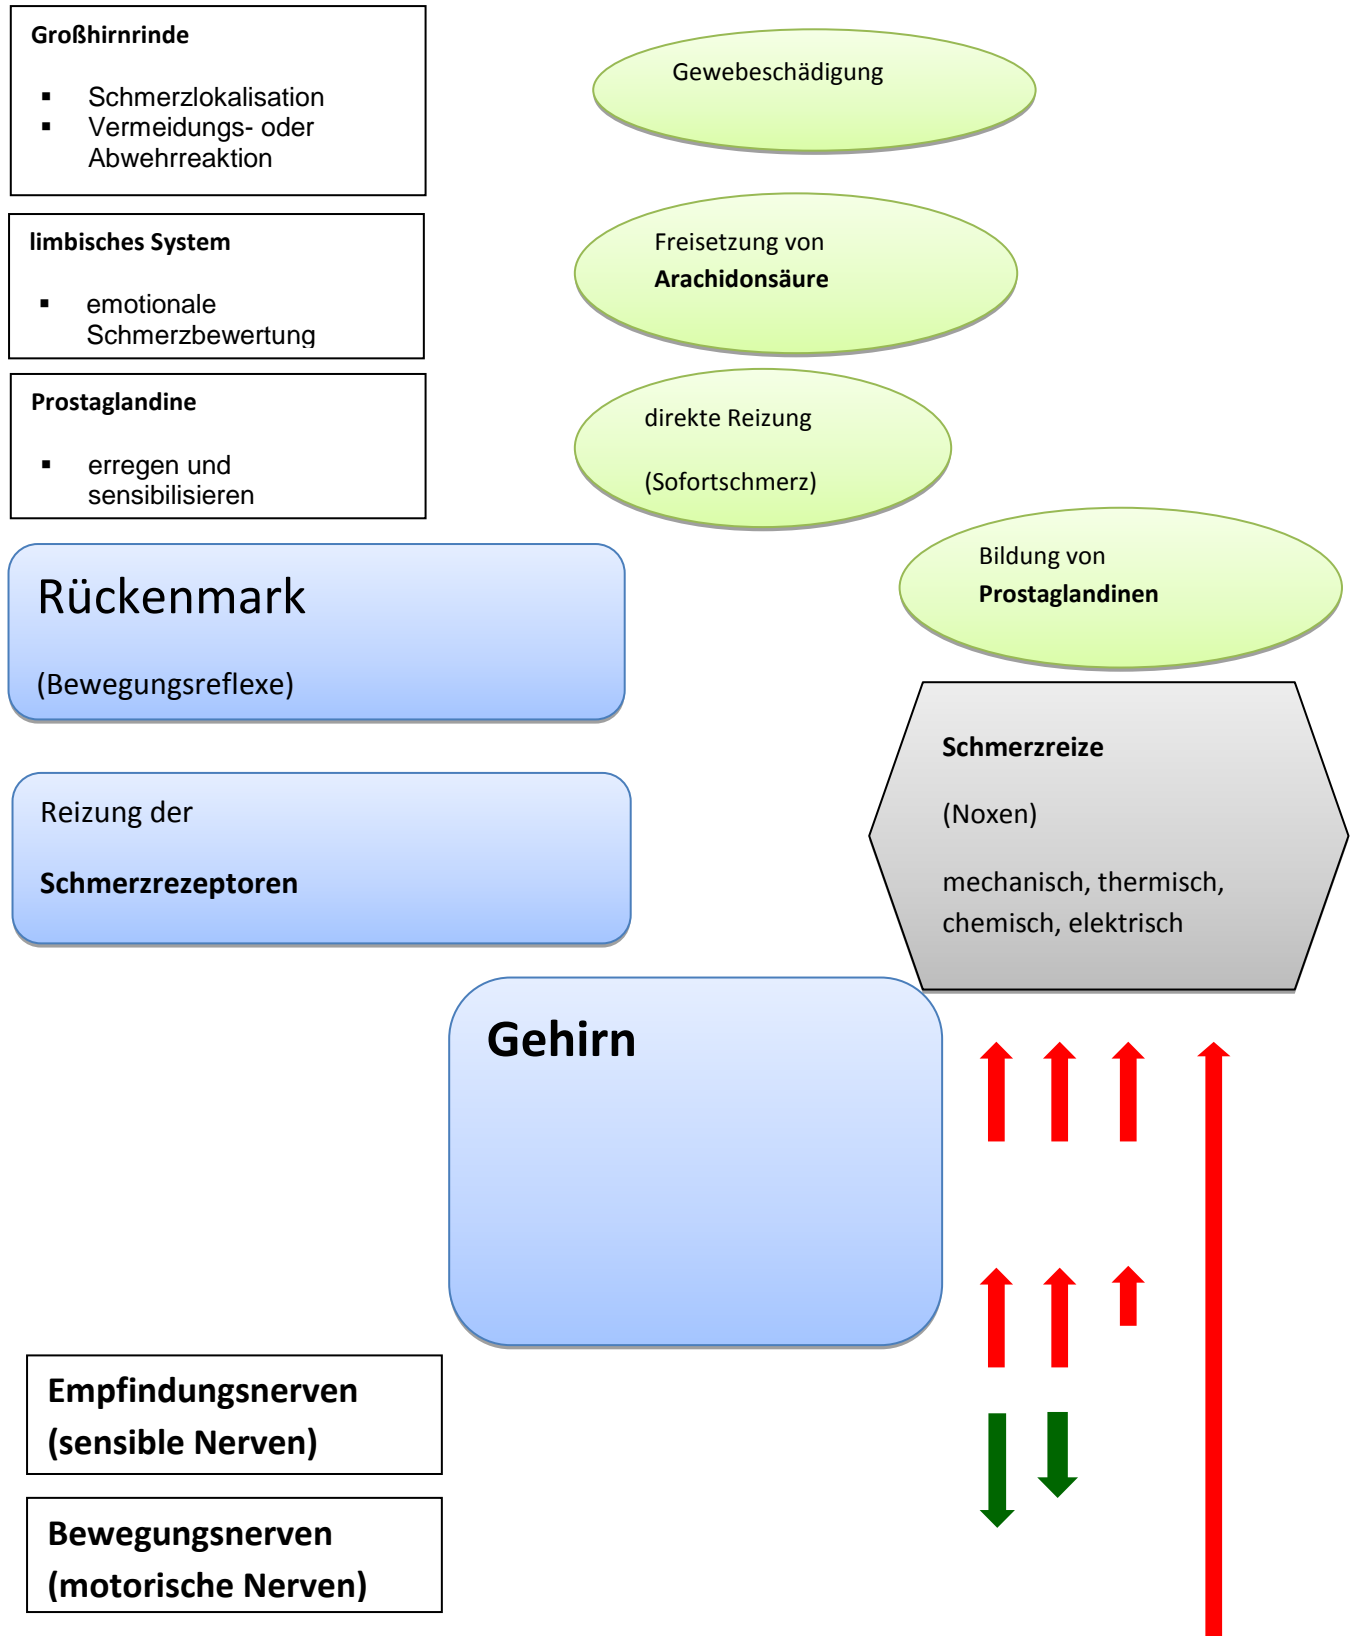 Großhirnrinde
▪ Schmerzlokalisation
▪ Vermeidungs- oder
Abwehrreaktion
Gewebeschädigung
limbisches System
▪ emotionale
Schmerzbewertung
Freisetzung von
Arachidonsäure
Prostaglandine
▪ erregen und
sensibilisieren
direkte Reizung
(Sofortschmerz)
Bildung von
Prostaglandinen
Rückenmark
(Bewegungsreflexe)
Schmerzreize
(Noxen)
mechanisch, thermisch,
chemisch, elektrisch
Reizung der
Schmerzrezeptoren
Gehirn
Empfindungsnerven
(sensible Nerven)
Bewegungsnerven
(motorische Nerven)